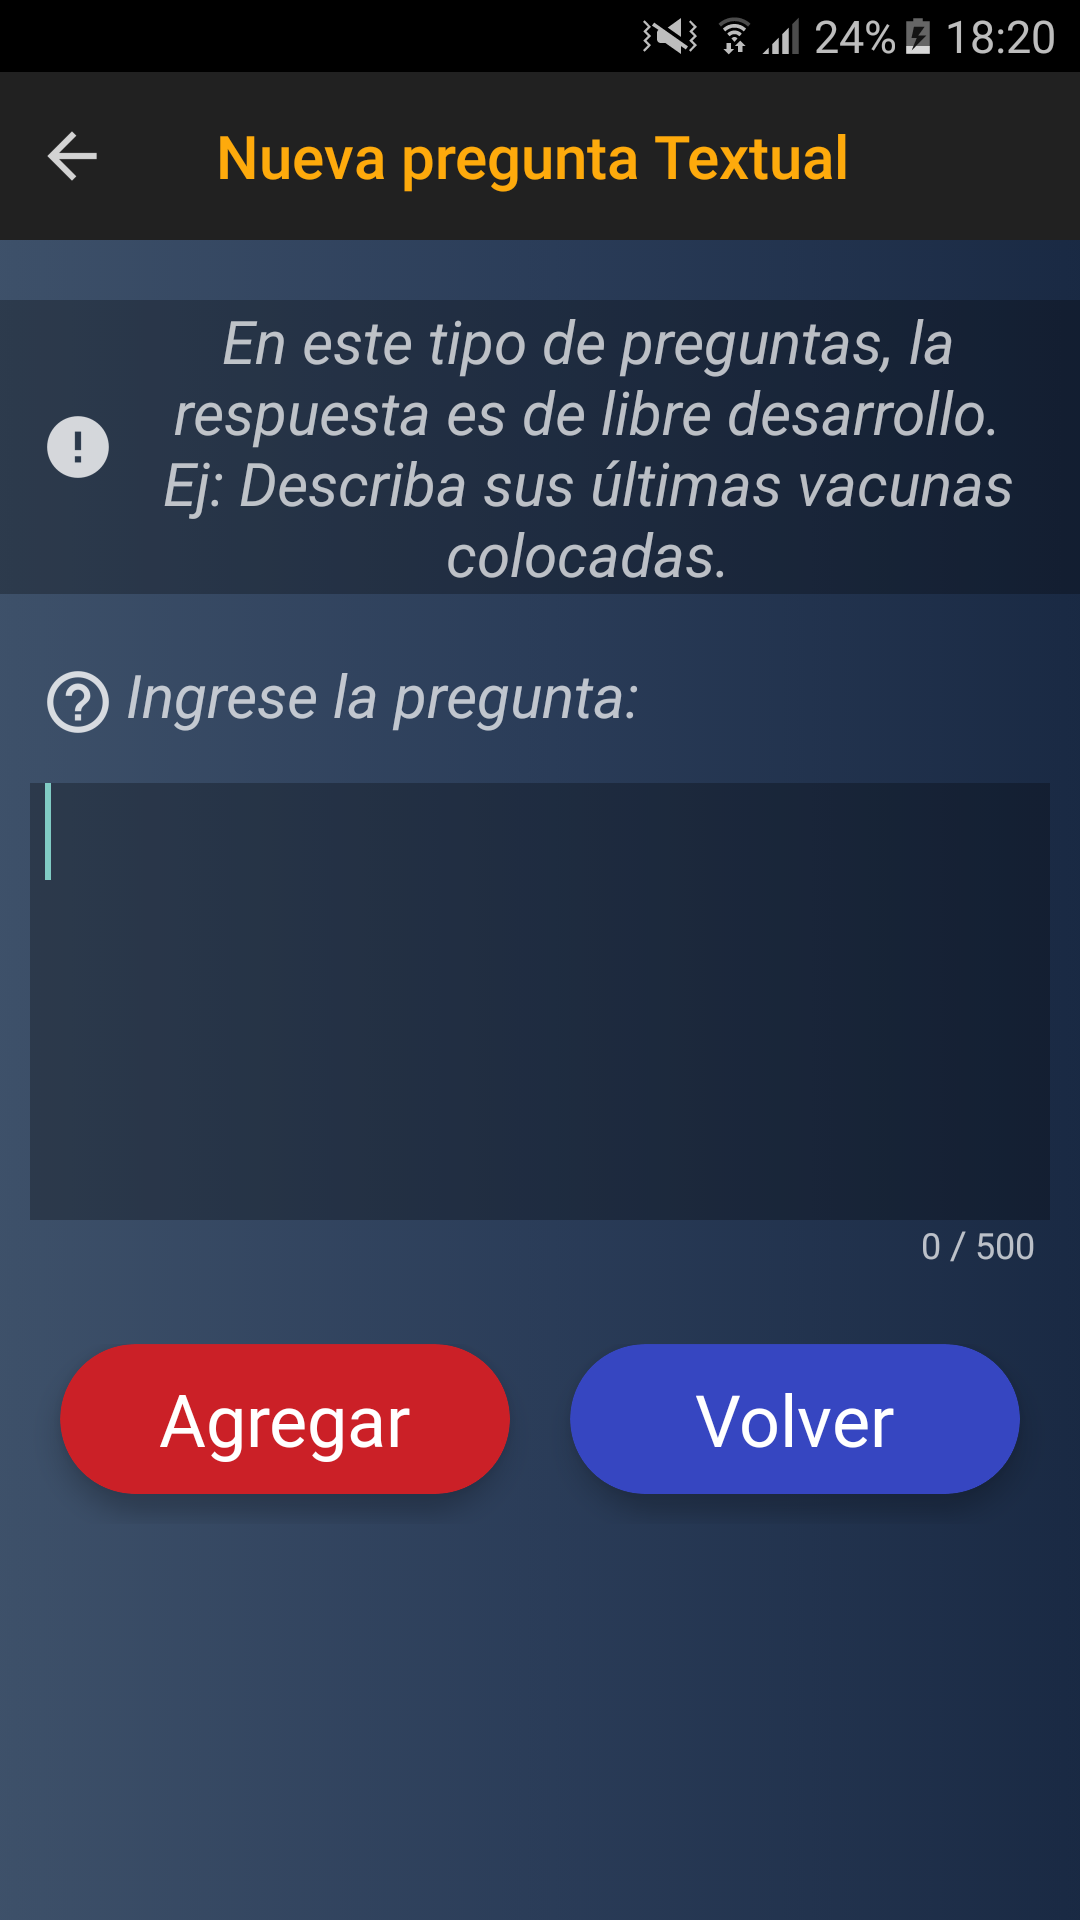 24% 18:20
Nueva pregunta Textual
En este tipo de preguntas, la
respuesta es de libre desarrollo.
Ej: Describa sus últimas vacunas
colocadas.
Ingrese la pregunta:
0 / 500
Agregar
Volver